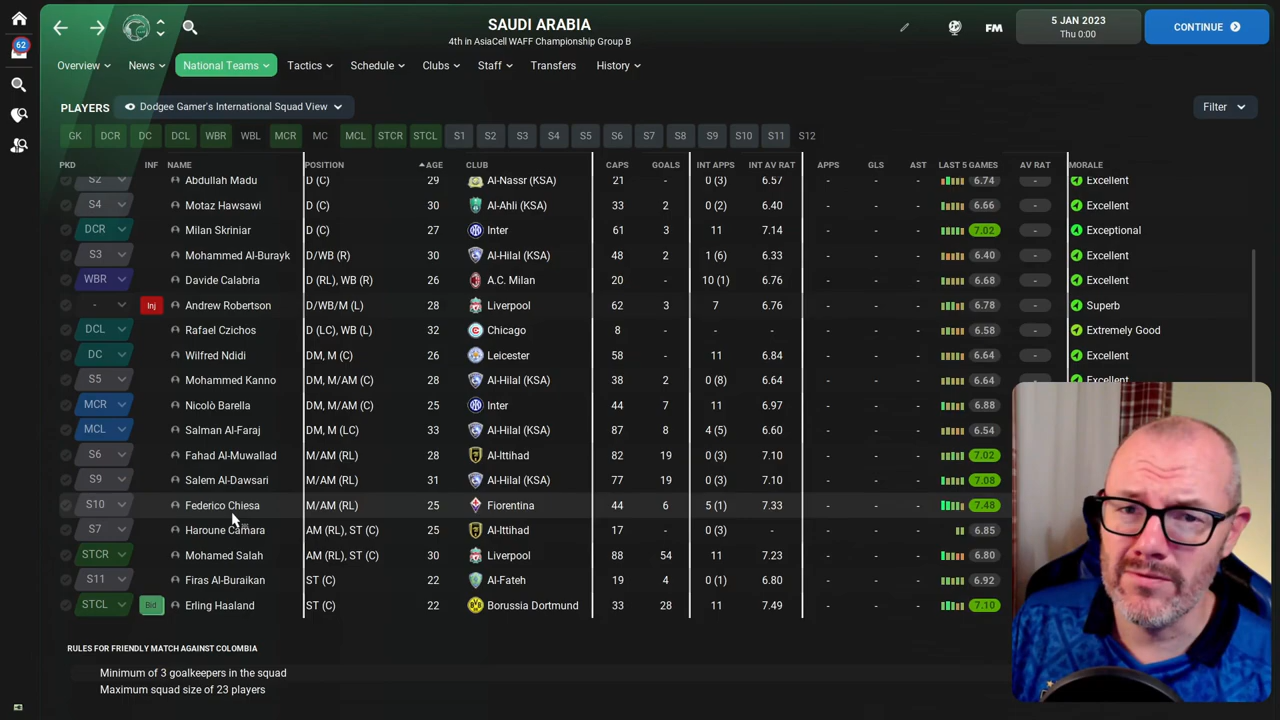 SAUDI ARABIA
4th in AsiaCell WAFF Championship Group B
FM
5 JAN 2023
Thu 0:00
CONTINUE
62
Overview News National Teams Tactics Schedule Clubs Staff Transfers History
PLAYERS Dodgee Gamer's International Squad View Filter
GK DCR DC DCL WBR WBL MCR MC MCL STCR STCL S1 S2 S3 S4 S5 S6 S7 S8 S9 S10 S11 S12
PKD INF NAME POSITION AGE CLUB CAPS GOALS INT APPS INT AV RAT APPS GLS AST LAST 5 GAMES AV RAT MORALE
S2 Abdullah Madu D (C) 29 Al-Nassr (KSA) 21 - 0 (3) 6.57 - - - 6.74 - Excellent
S4 Motaz Hawsawi D (C) 30 Al-Ahli (KSA) 33 2 0 (2) 6.40 - - - 6.66 - Excellent
DCR Milan Skriniar D (C) 27 Inter 61 3 11 7.14 - - - 7.02 - Exceptional
S3 Mohammed Al-Burayk D/WB (R) 30 Al-Hilal (KSA) 48 2 1 (6) 6.33 - - - 6.40 - Excellent
WBR Davide Calabria D (RL), WB (R) 26 A.C. Milan 20 - 10 (1) 6.76 - - - 6.68 - Excellent
- Inj Andrew Robertson D/WB/M (L) 28 Liverpool 62 3 7 6.76 - - - 6.78 - Superb
DCL Rafael Czichos D (LC), WB (L) 32 Chicago 8 - - - - - - 6.58 - Extremely Good
DC Wilfred Ndidi DM, M (C) 26 Leicester 58 - 11 6.84 - - - 6.64 - Excellent
S5 Mohammed Kanno DM, M/AM (C) 28 Al-Hilal (KSA) 38 2 0 (8) 6.64 - - - 6.64 - Excellent
MCR Nicolò Barella DM, M/AM (C) 25 Inter 44 7 11 6.97 - - - 6.88
MCL Salman Al-Faraj DM, M (LC) 33 Al-Hilal (KSA) 87 8 4 (5) 6.60 - - - 6.54
S6 Fahad Al-Muwallad M/AM (RL) 28 Al-Ittihad 82 19 0 (3) 7.10 - - - 7.02
S9 Salem Al-Dawsari M/AM (RL) 31 Al-Hilal (KSA) 77 19 0 (3) 7.10 - - - 7.08
S10 Federico Chiesa M/AM (RL) 25 Fiorentina 44 6 5 (1) 7.33 - - - 7.48
S7 Haroune Camara AM (RL), ST (C) 25 Al-Ittihad 17 - 0 (3) - - - 6.85
STCR Mohamed Salah AM (RL), ST (C) 30 Liverpool 88 54 11 7.23 - - - 6.80
S11 Firas Al-Buraikan ST (C) 22 Al-Fateh 19 4 0 (1) 6.80 - - - 6.92
STCL Bid Erling Haaland ST (C) 22 Borussia Dortmund 33 28 11 7.49 - - - 7.10
RULES FOR FRIENDLY MATCH AGAINST COLOMBIA
Minimum of 3 goalkeepers in the squad
Maximum squad size of 23 players